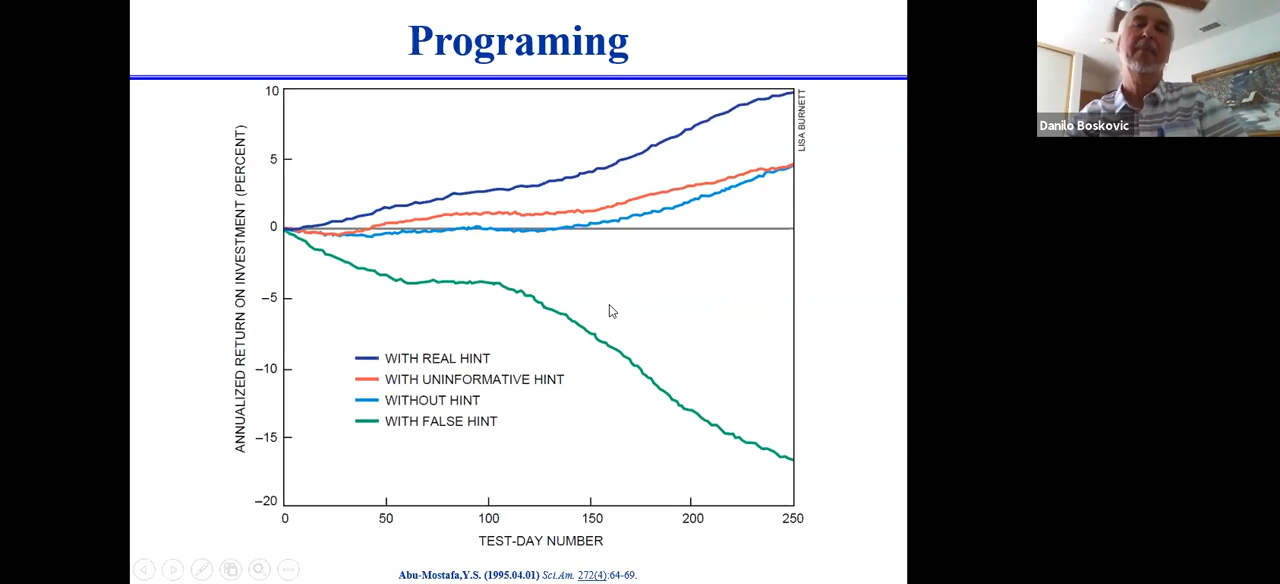 Programing
Danilo Boskovic
LISA BURNETT
ANNUALIZED RETURN ON INVESTMENT (PERCENT)
10
5
0
–5
–10
–15
–20
WITH REAL HINT
WITH UNINFORMATIVE HINT
WITHOUT HINT
WITH FALSE HINT
0 50 100 150 200 250
TEST-DAY NUMBER
Abu-Mostafa,Y.S. (1995.04.01) Sci.Am. 272(4):64-69.